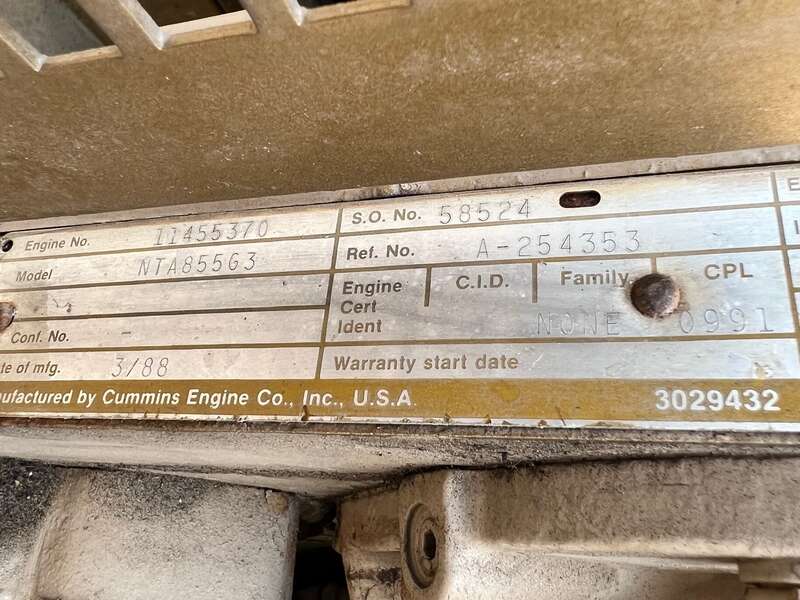 Engine No. 11455370 S.O. No. 58524
Model NTA855G3 Ref. No. A-254353
Engine Cert Ident C.I.D. Family CPL
NONE 0991
Conf. No. -
te of mfg. 3/88 Warranty start date
nufactured by Cummins Engine Co., Inc., U.S.A. 3029432